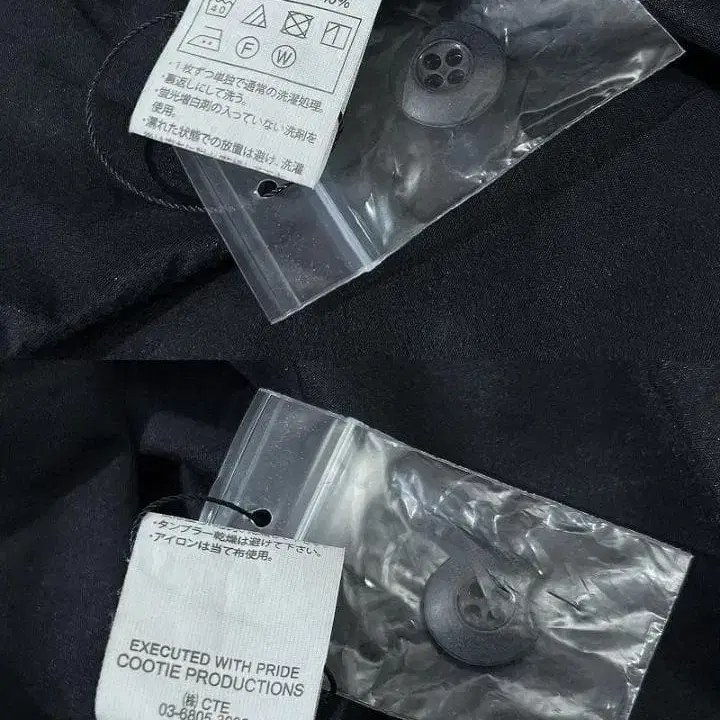 40
0%
F W
・1枚ずつ単独で通常の洗濯処理。
・裏返しにして洗う。
・蛍光増白剤の入っていない洗剤を
使用。
・濡れた状態での放置は避け、洗濯
・タンブラー乾燥は避けて下さい。
・アイロンは当て布使用。
EXECUTED WITH PRIDE
COOTIE PRODUCTIONS
㈱ CTE
03-6805-